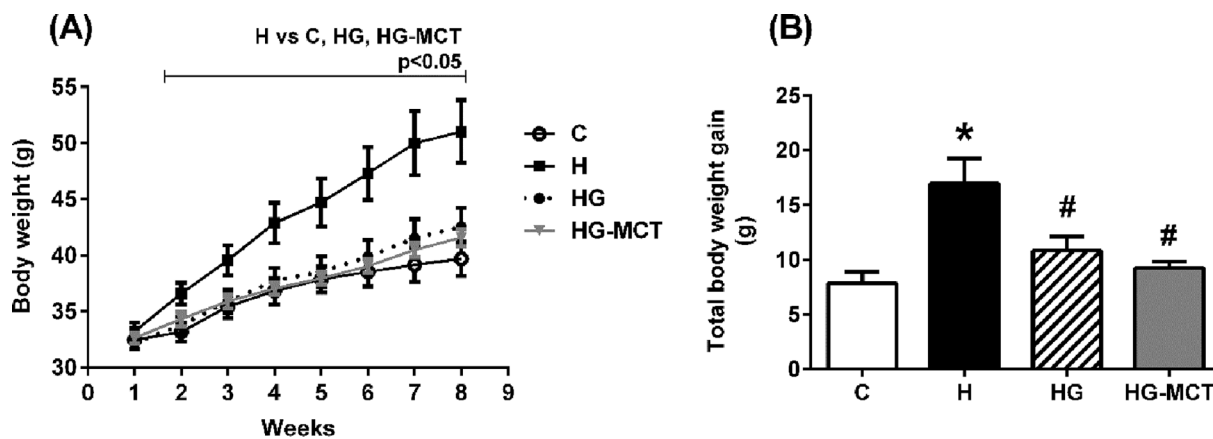 (A)
H vs C, HG, HG-MCT
p<0.05
Body weight (g)
55
50
45
40
35
30
0 1 2 3 4 5 6 7 8 9
Weeks
C
H
HG
HG-MCT
(B)
Total body weight gain
(g)
25
20
15
10
5
0
*
#
#
C H HG HG-MCT